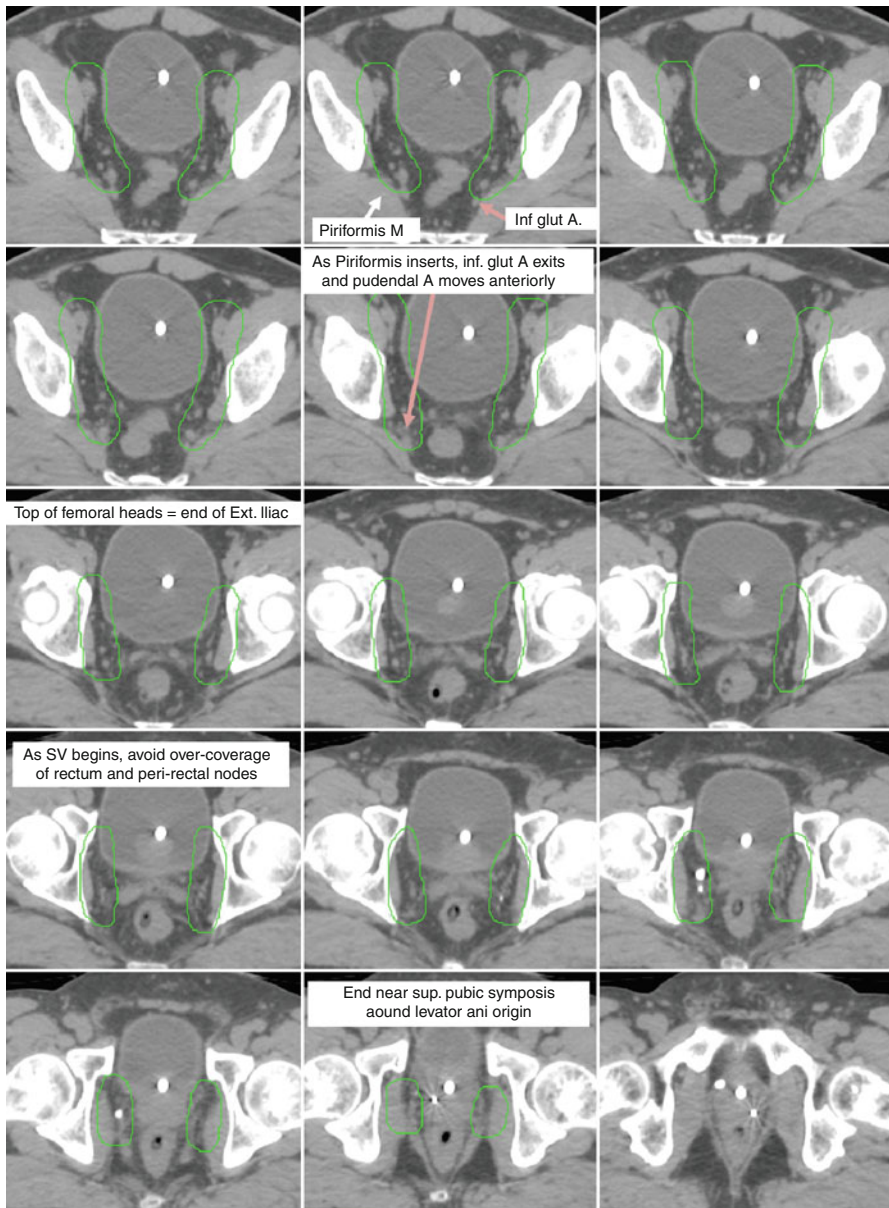 Piriformis M
Inf glut A.
As Piriformis inserts, inf. glut A exits
and pudendal A moves anteriorly
Top of femoral heads = end of Ext. Iliac
As SV begins, avoid over-coverage
of rectum and peri-rectal nodes
End near sup. pubic symposis
aound levator ani origin